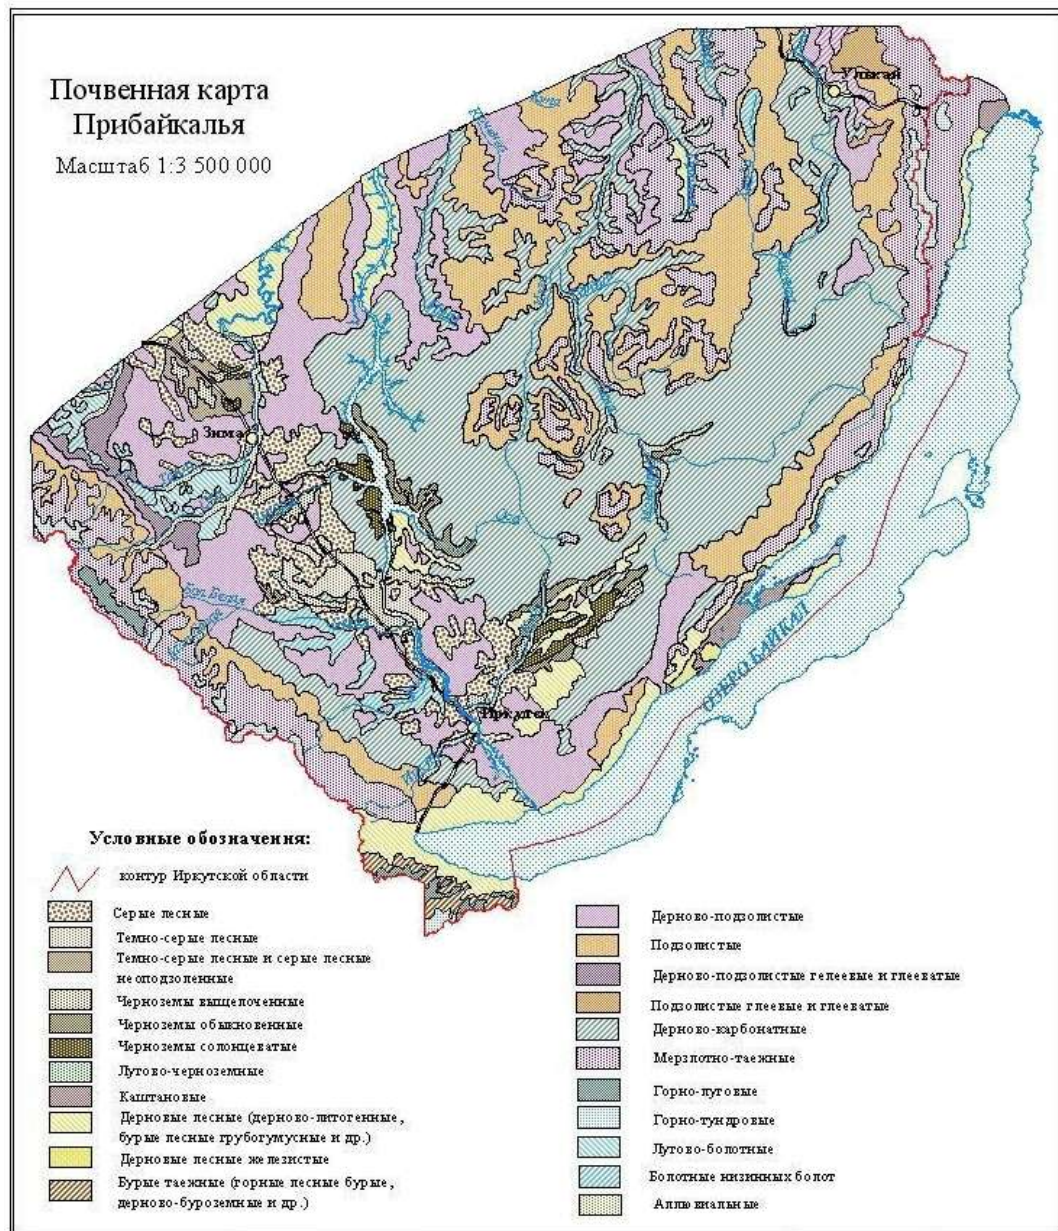 Почвенная карта
Прибайкалья
Масштаб 1:3 500 000
Улькан
Зима
Бол. Белая
Иркутск
ОЗЕРО БАЙКАЛ
Условные обозначения:
контур Иркутской области
Серые лесные
Темно-серые лесные
Темно-серые лесные и серые лесные
неоподзоленные
Черноземы выщелоченные
Черноземы обыкновенные
Черноземы солонцеватые
Лугово-черноземные
Каштановые
Дерновые лесные (дерново-литогенные,
бурые лесные грубогумусные и др.)
Дерновые лесные железистые
Бурые таежные (горные лесные бурые,
дерново-буроземные и др.)
Дерново-подзолистые
Подзолистые
Дерново-подзолистые гелеевые и глееватые
Подзолистые глеевые и глееватые
Дерново-карбонатные
Мерзлотно-таежные
Горно-луговые
Горно-тундровые
Лугово-болотные
Болотные низинных болот
Аллювиальные